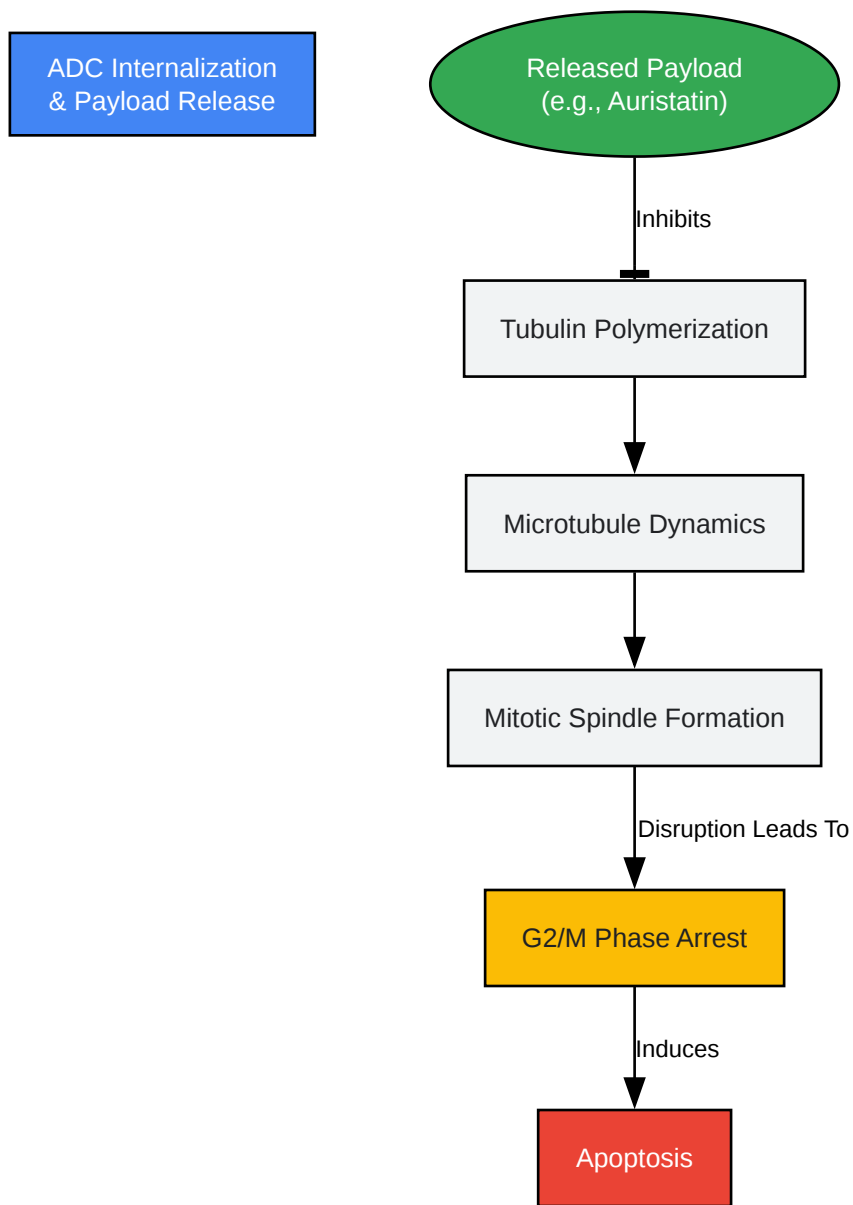 ADC Internalization
& Payload Release
Released Payload
(e.g., Auristatin)
Inhibits
Tubulin Polymerization
Microtubule Dynamics
Mitotic Spindle Formation
Disruption Leads To
G2/M Phase Arrest
Induces
Apoptosis